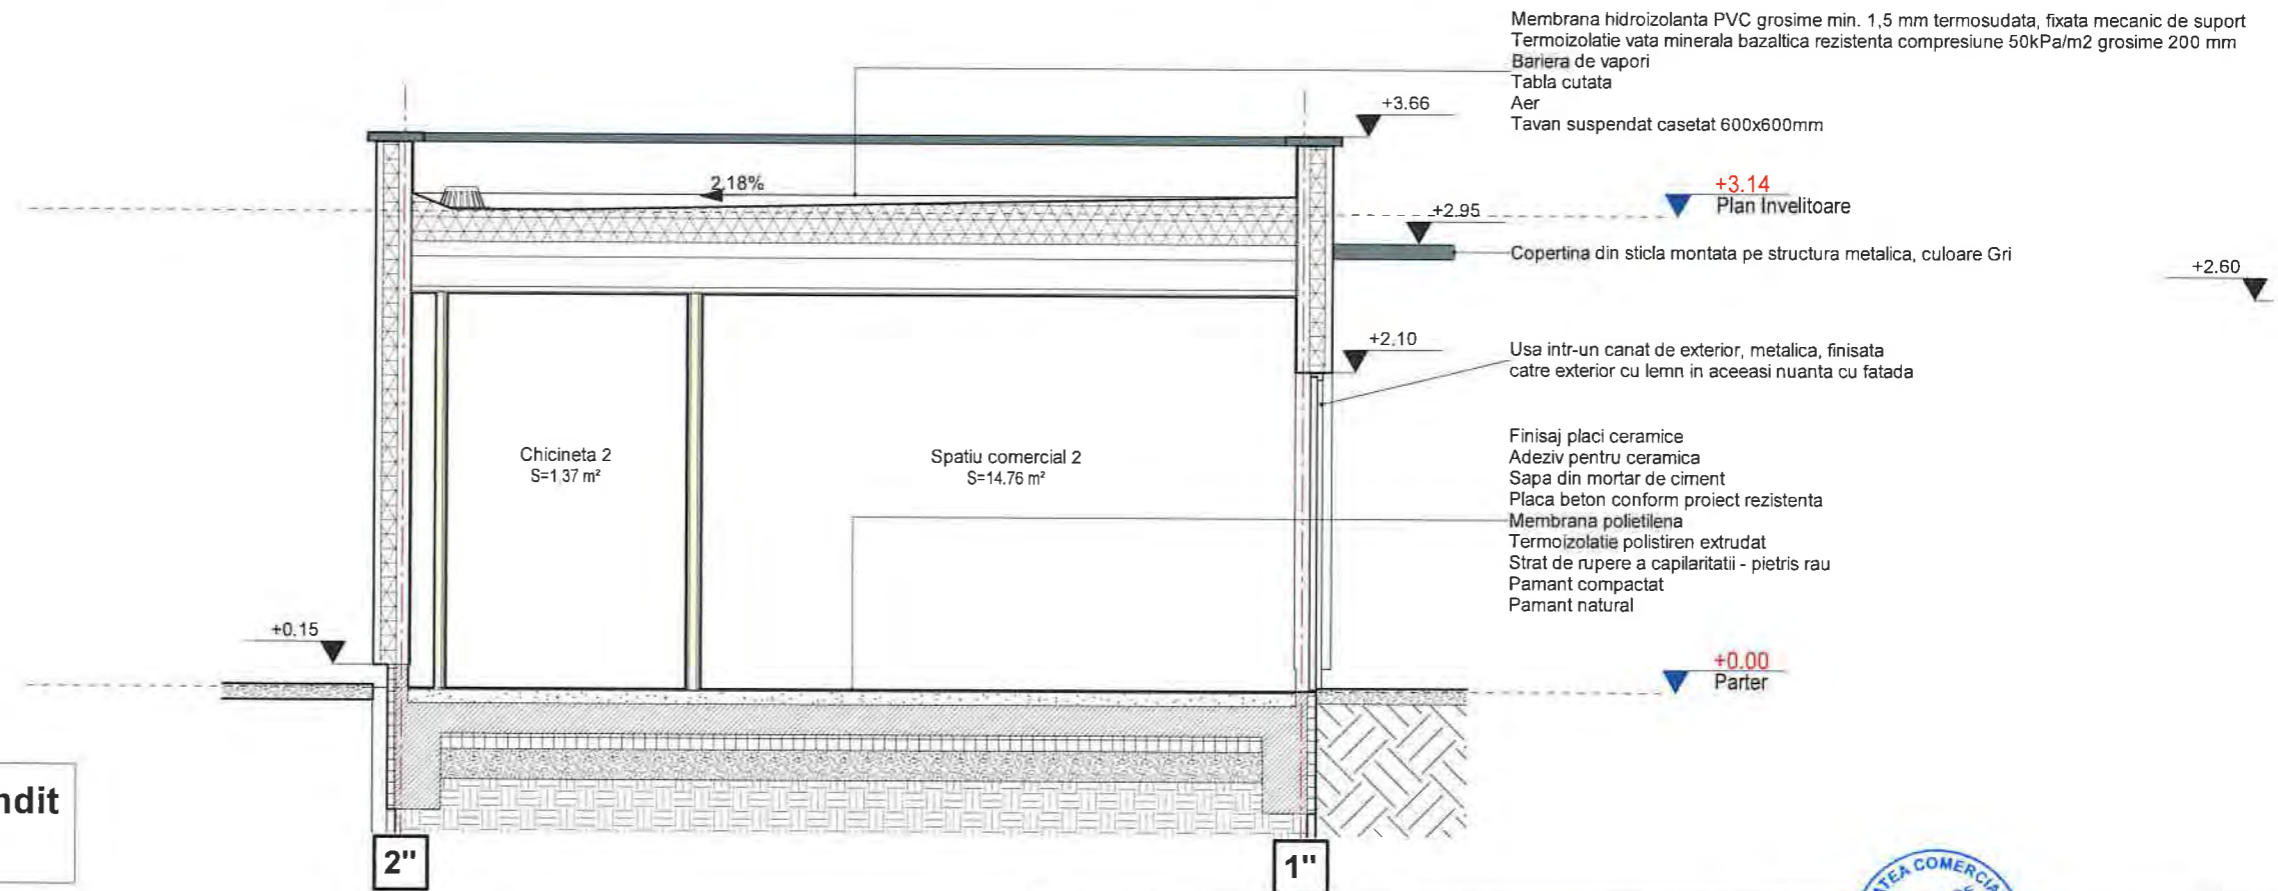 Membrana hidroizolanta PVC grosime min. 1,5 mm termosudata, fixata mecanic de suport
Termoizolatie vata minerala bazaltica rezistenta compresiune 50kPa/m2 grosime 200 mm
Bariera de vapori
Tabla cutata
Aer
Tavan suspendat casetat 600x600mm
+3.66
2.18%
+3.14
Plan Invelitoare
+2.95
Copertina din sticla montata pe structura metalica, culoare Gri
+2.60
+2.10
Usa intr-un canat de exterior, metalica, finisata
catre exterior cu lemn in aceeasi nuanta cu fatada
Chicineta 2
S=1.37 m²
Spatiu comercial 2
S=14.76 m²
Finisaj placi ceramice
Adeziv pentru ceramica
Sapa din mortar de ciment
Placa beton conform proiect rezistenta
Membrana polietilena
Termoizolatie polistiren extrudat
Strat de rupere a capilaritatii - pietris rau
Pamant compactat
Pamant natural
+0.15
+0.00
Parter
ndit
2"
1"
TEA COMERCIA